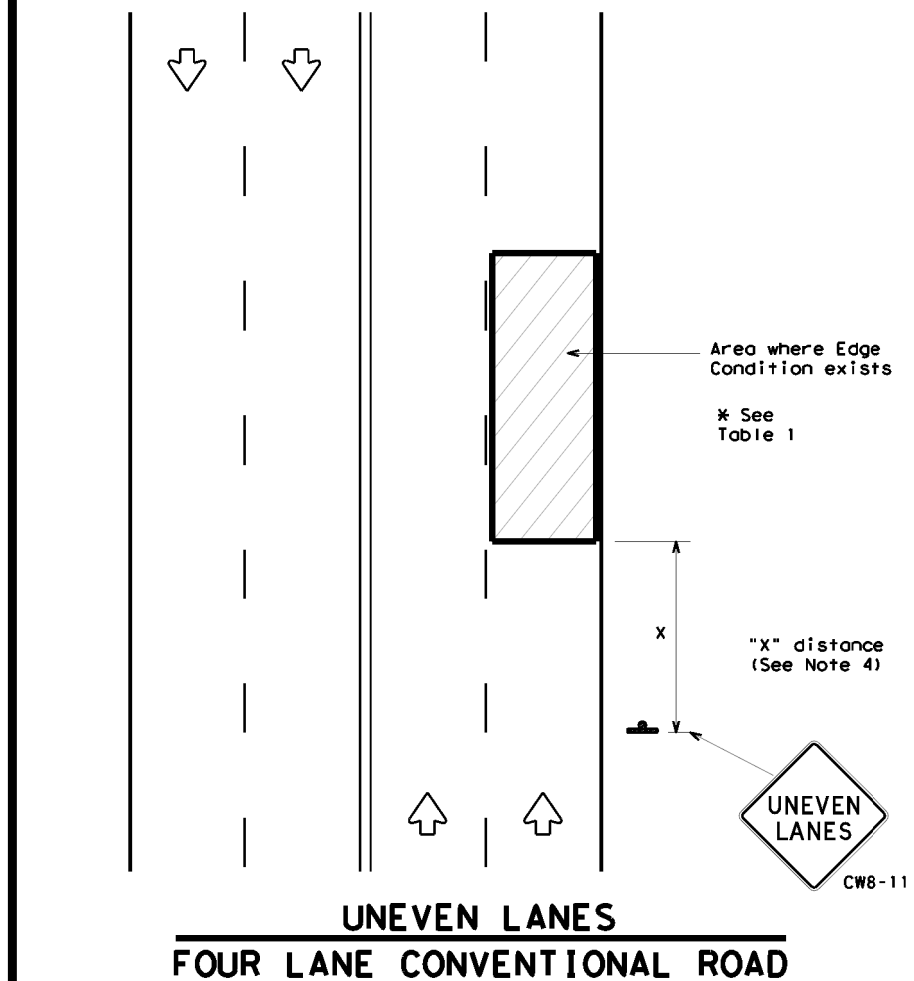 Area where Edge
Condition exists
* See
Table 1
X
"X" distance
(See Note 4)
UNEVEN
LANES
CW8-11
UNEVEN LANES
FOUR LANE CONVENTIONAL ROAD